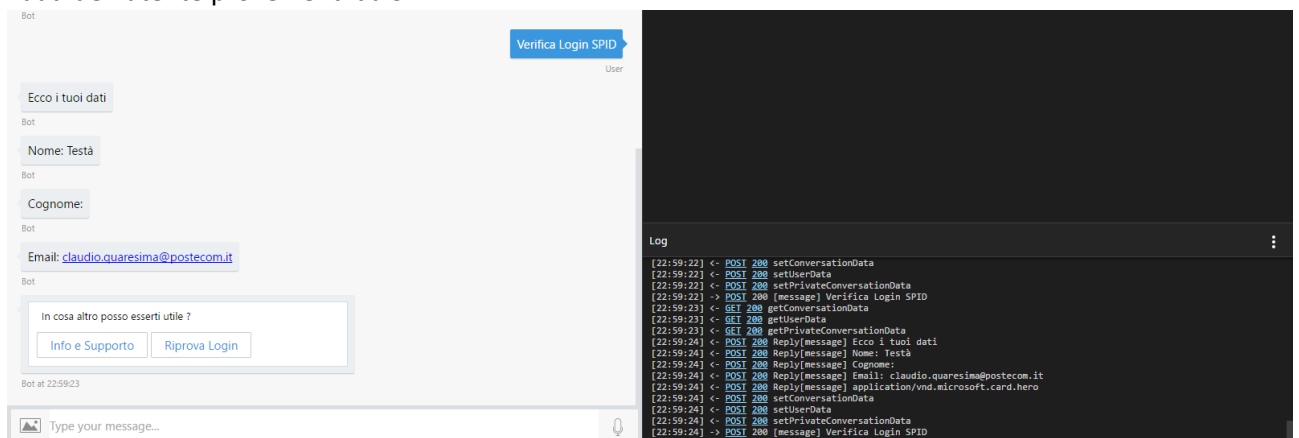 Bot
Verifica Login SPID
User
Ecco i tuoi dati
Bot
Nome: Testà
Bot
Cognome:
Bot
Email: claudio.quaresima@postecom.it
Bot
In cosa altro posso esserti utile ?
Info e Supporto
Riprova Login
Bot at 22:59:23
Type your message...
Log
[22:59:22] <- POST 200 setConversationData
[22:59:22] <- POST 200 setUserData
[22:59:22] <- POST 200 setPrivateConversationData
[22:59:22] -> POST 200 [message] Verifica Login SPID
[22:59:23] <- GET 200 getConversationData
[22:59:23] <- GET 200 getUserData
[22:59:23] <- GET 200 getPrivateConversationData
[22:59:24] <- POST 200 Reply[message] Ecco i tuoi dati
[22:59:24] <- POST 200 Reply[message] Nome: Testà
[22:59:24] <- POST 200 Reply[message] Cognome:
[22:59:24] <- POST 200 Reply[message] Email: claudio.quaresima@postecom.it
[22:59:24] <- POST 200 Reply[message] application/vnd.microsoft.card.hero
[22:59:24] <- POST 200 setConversationData
[22:59:24] <- POST 200 setUserData
[22:59:24] <- POST 200 setPrivateConversationData
[22:59:24] -> POST 200 [message] Verifica Login SPID